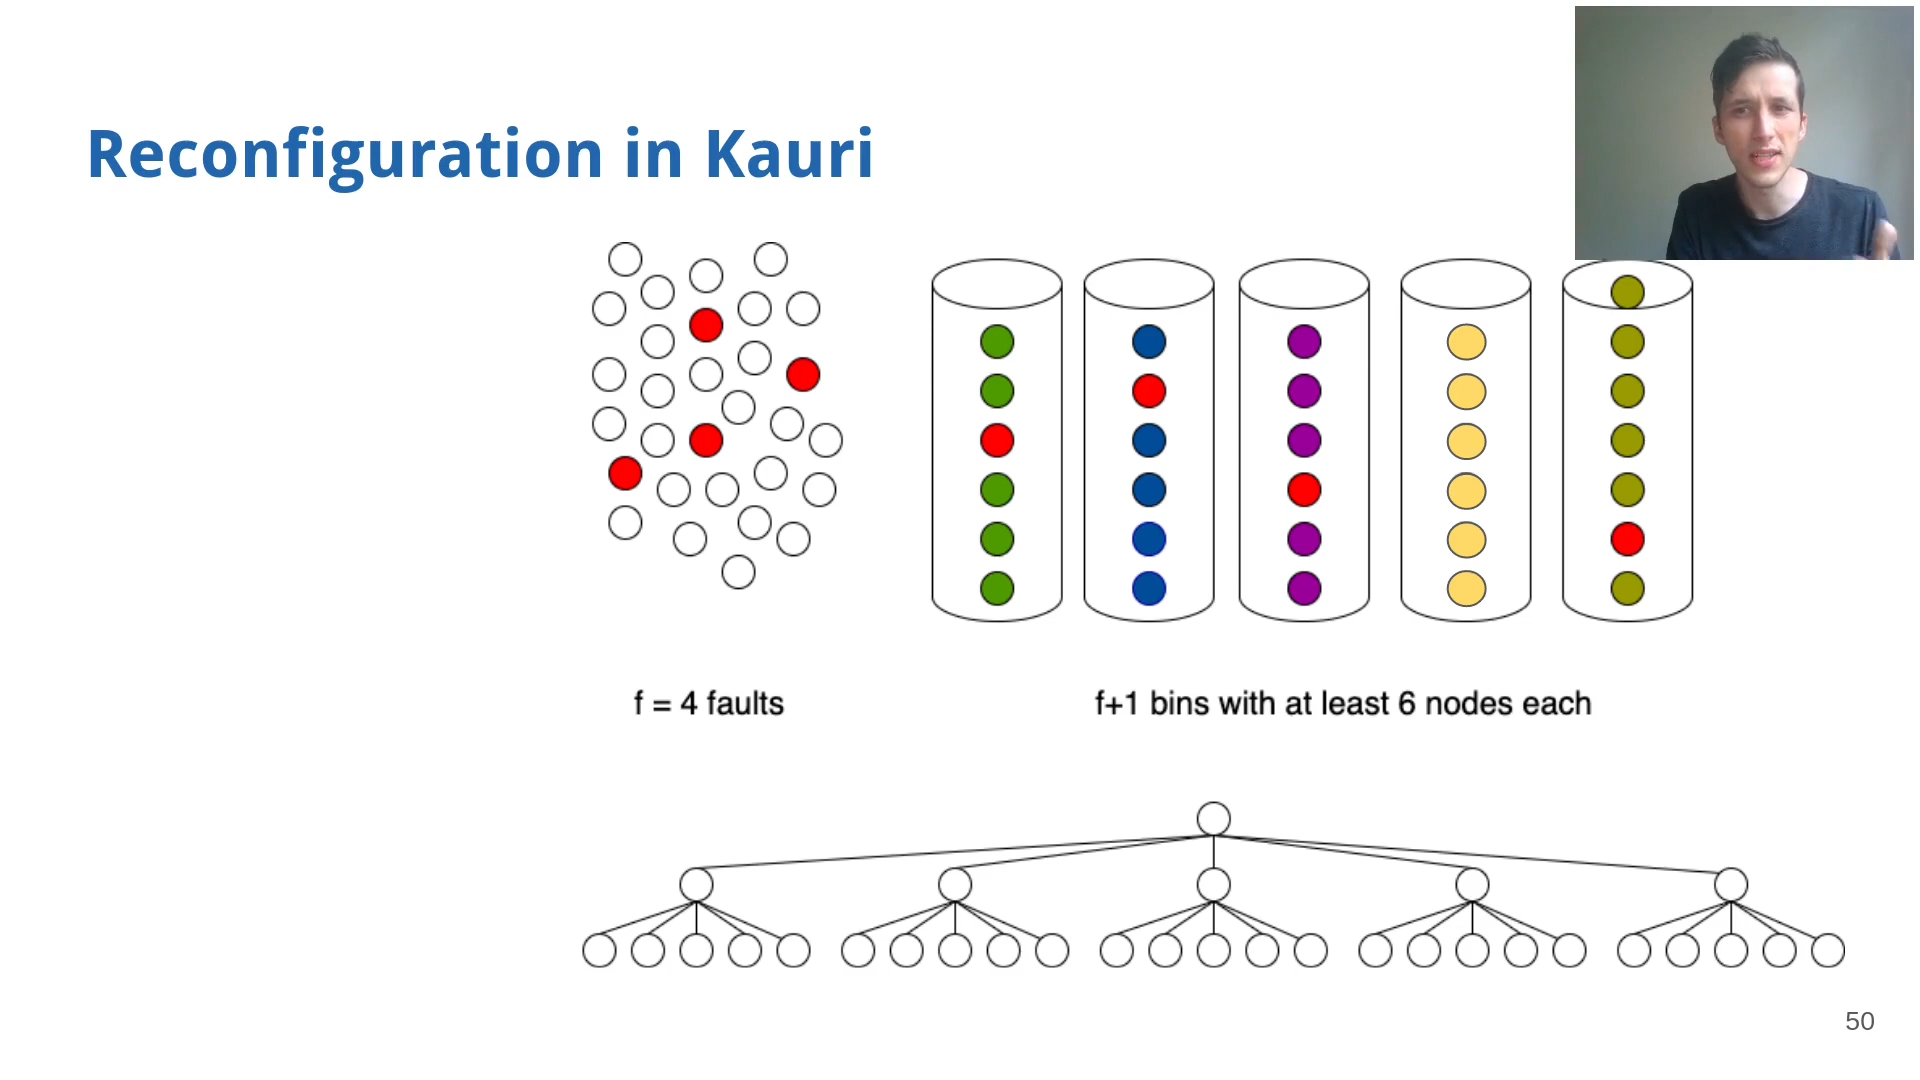 Reconfiguration in Kauri
f = 4 faults
f+1 bins with at least 6 nodes each
50